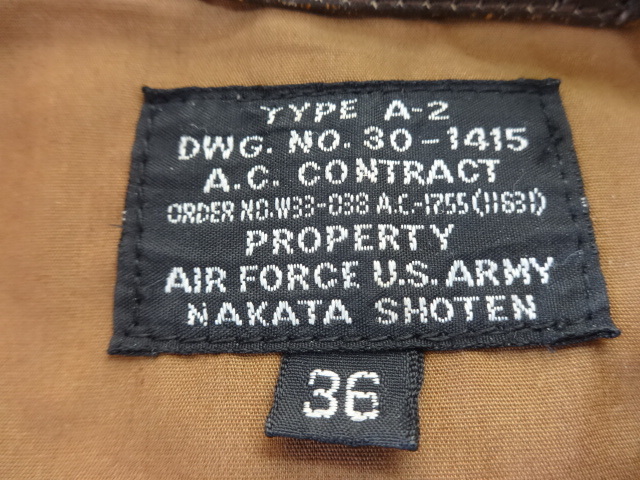 TYPE A-2
DWG. NO. 30-1415
A.C. CONTRACT
ORDER NO. W33-038 A.C.-1755 (11631)
PROPERTY
AIR FORCE U.S. ARMY
NAKATA SHOTEN
36